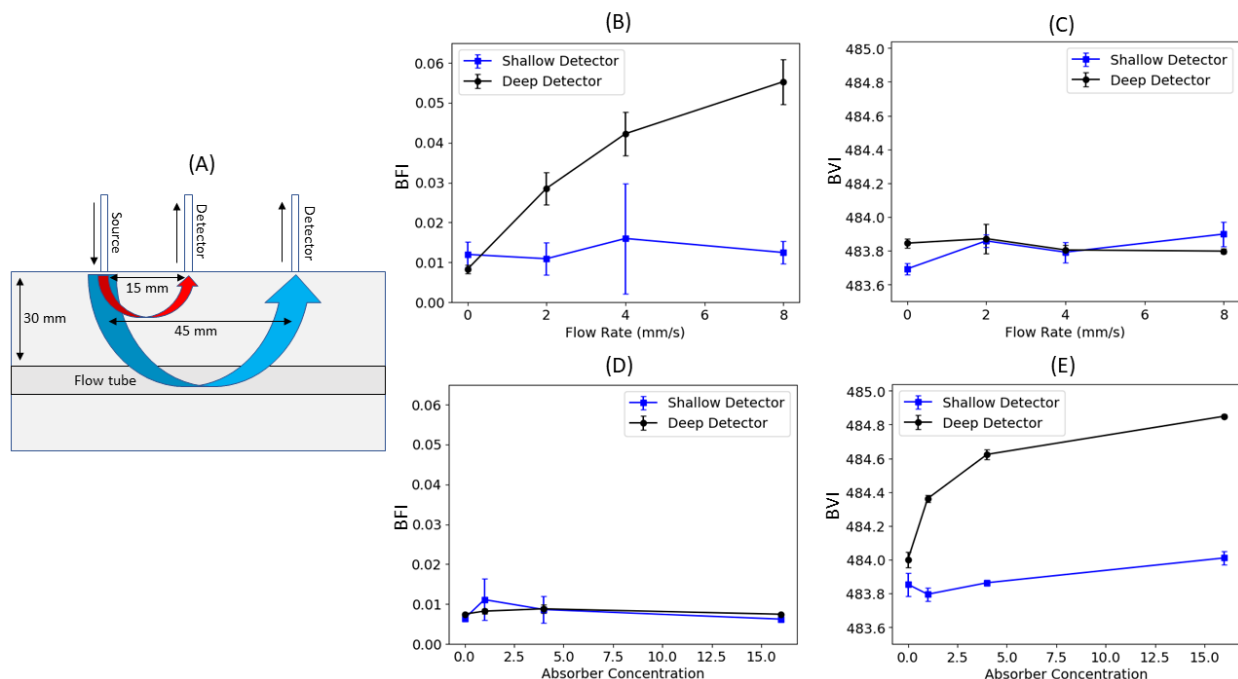 (A)
Source
Detector
Detector
15 mm
30 mm
45 mm
Flow tube
(B)
Shallow Detector
Deep Detector
BFI
0.06
0.05
0.04
0.03
0.02
0.01
0.00
0 2 4 6 8
Flow Rate (mm/s)
(C)
Shallow Detector
Deep Detector
BVI
485.0
484.8
484.6
484.4
484.2
484.0
483.8
483.6
0 2 4 6 8
Flow Rate (mm/s)
(D)
Shallow Detector
Deep Detector
BFI
0.06
0.05
0.04
0.03
0.02
0.01
0.00
0.0 2.5 5.0 7.5 10.0 12.5 15.0
Absorber Concentration
(E)
Shallow Detector
Deep Detector
BVI
485.0
484.8
484.6
484.4
484.2
484.0
483.8
483.6
0.0 2.5 5.0 7.5 10.0 12.5 15.0
Absorber Concentration